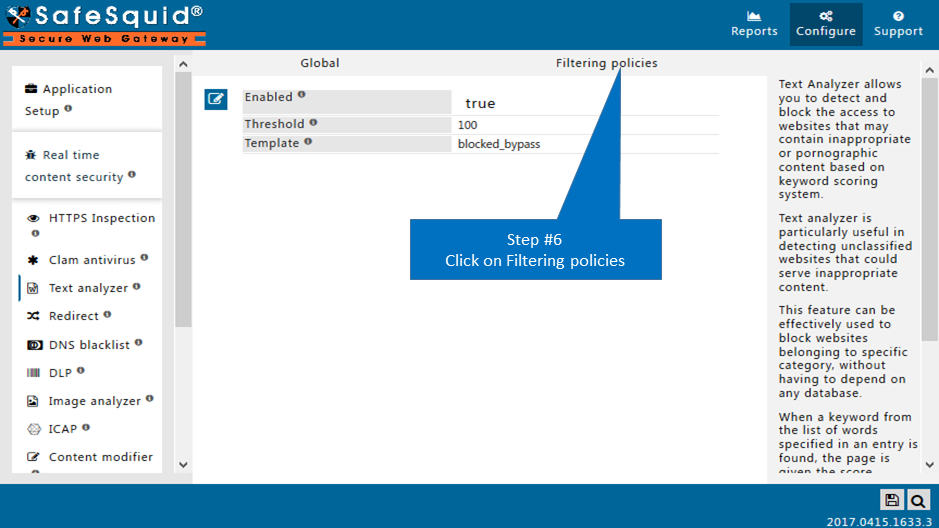 SafeSquid®
Secure Web Gateway
Reports
Configure
Support
Application
Setup
Real time
content security
HTTPS Inspection
Clam antivirus
Text analyzer
Redirect
DNS blacklist
DLP
Image analyzer
ICAP
Content modifier
Global
Filtering policies
Enabled
true
Threshold
100
Template
blocked_bypass
Step #6
Click on Filtering policies
Text Analyzer allows
you to detect and
block the access to
websites that may
contain inappropriate
or pornographic
content based on
keyword scoring
system.
Text analyzer is
particularly useful in
detecting unclassified
websites that could
serve inappropriate
content.
This feature can be
effectively used to
block websites
belonging to specific
category, without
having to depend on
any database.
When a keyword from
the list of words
specified in an entry is
found, the page is
given the score
2017.0415.1633.3